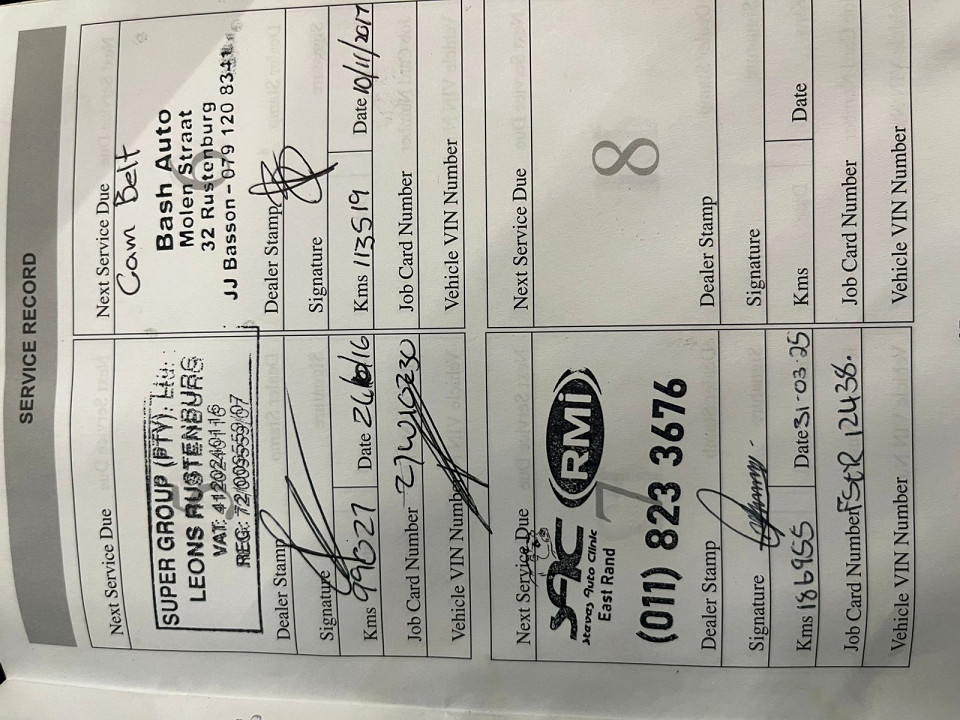 SERVICE RECORD
Next Service Due
5
SUPER GROUP (PTY). Ltd.
LEONS RUSTENBURG
VAT: 4120240116
REG: 72/009559/07
Dealer Stamp
Signature
Kms 99627 Date 26/10/16
Job Card Number
Vehicle VIN Number
Next Service Due
Cam Belt
6
Bash Auto
Molen Straat
32 Rustenburg
JJ Basson - 079 120 8341
Dealer Stamp
Signature
Kms 113519 Date 10/11/2017
Job Card Number
Vehicle VIN Number
Next Service Due
7
SAC RMi
Steves Auto Clinic
East Rand
(011) 823 3676
Dealer Stamp
Signature
Kms 186955 Date 31-03-25
Job Card Number FStR 12438.
Vehicle VIN Number
Next Service Due
8
Dealer Stamp
Signature
Kms Date
Job Card Number
Vehicle VIN Number